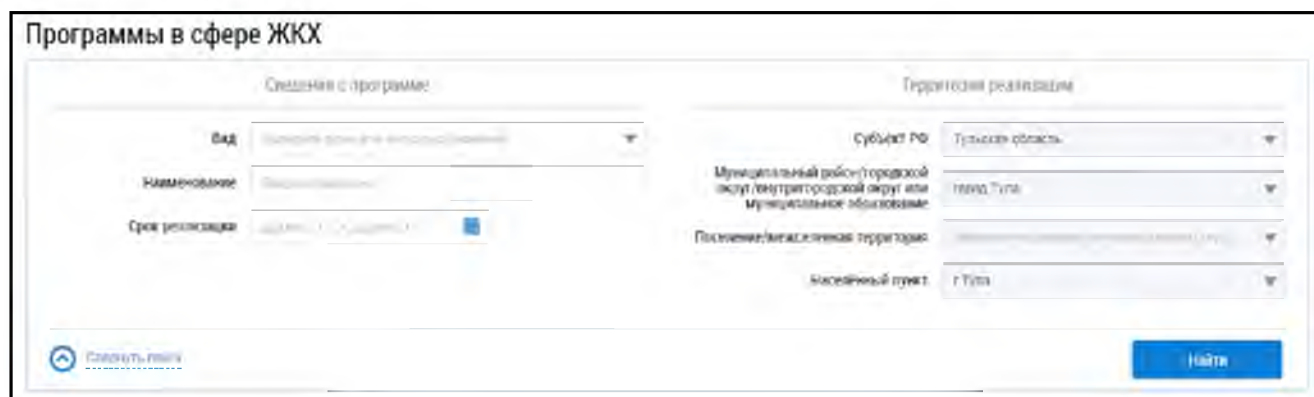 Программы в сфере ЖКХ
Сведения о программе
Территория реализации
Вид
Субъект РФ
Тульская область
Наименование
Муниципальный район/городской
округ/внутригородской округ или
муниципальное образование
город Тула
Срок реализации
Поселение/межселенная территория
Населённый пункт
г Тула
Свернуть поиск
Найти